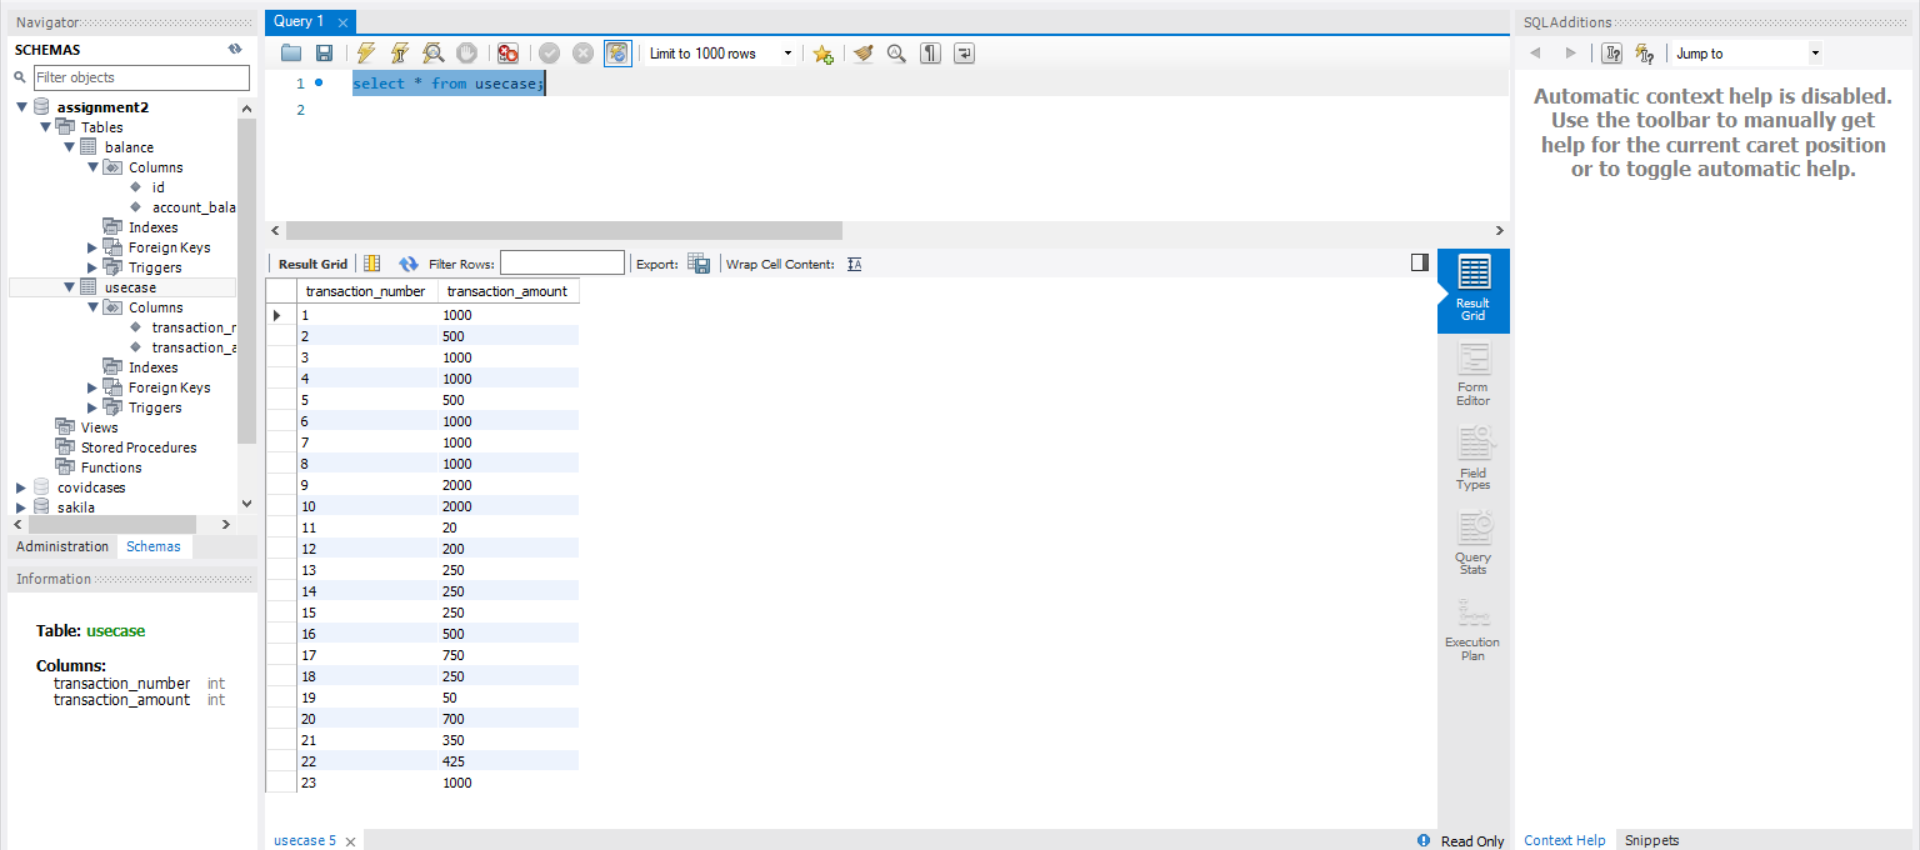 Navigator
SCHEMAS
Filter objects
assignment2
Tables
balance
Columns
id
account_bala
Indexes
Foreign Keys
Triggers
usecase
Columns
transaction_r
transaction_a
Indexes
Foreign Keys
Triggers
Views
Stored Procedures
Functions
covidcases
sakila
Administration Schemas
Information
Table: usecase
Columns:
transaction_number int
transaction_amount int
Query 1
Limit to 1000 rows
1 select * from usecase;
2
Result Grid Filter Rows: Export: Wrap Cell Content:
transaction_number transaction_amount
1 1000
2 500
3 1000
4 1000
5 500
6 1000
7 1000
8 1000
9 2000
10 2000
11 20
12 200
13 250
14 250
15 250
16 500
17 750
18 250
19 50
20 700
21 350
22 425
23 1000
Result
Grid
Form
Editor
Field
Types
Query
Stats
Execution
Plan
usecase 5
Read Only
SQLAdditions
Jump to
Automatic context help is disabled.
Use the toolbar to manually get
help for the current caret position
or to toggle automatic help.
Context Help Snippets